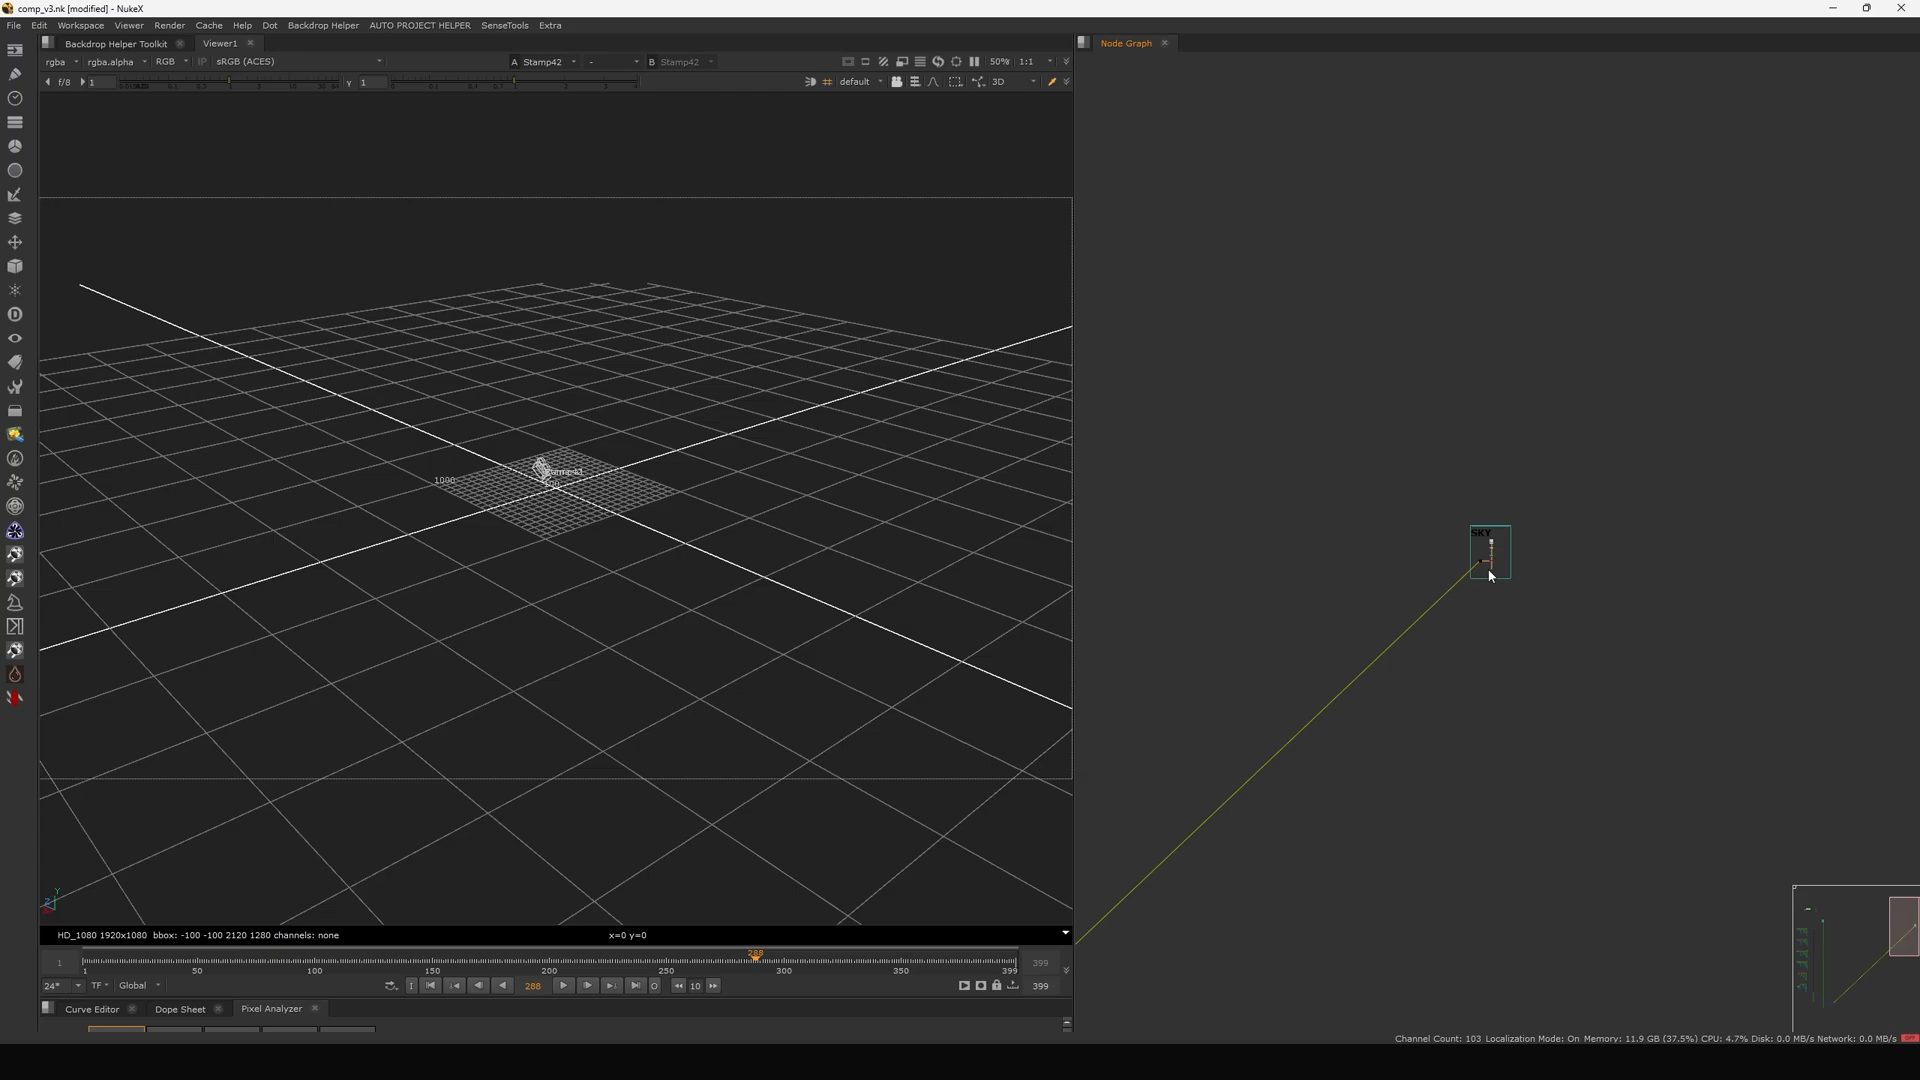 comp_v3.nk [modified] - NukeX
File Edit Workspace Viewer Render Cache Help Dot Backdrop Helper AUTO PROJECT HELPER SenseTools Extra
Backdrop Helper Toolkit Viewer1 Node Graph
rgba rgba.alpha RGB IP sRGB (ACES) A Stamp42 - B Stamp42 50% 1:1
f/8 1 γ 1 default 3D
1000
SKY
Y
Z
HD_1080 1920x1080 bbox: -100 -100 2120 1280 channels: none x=0 y=0
288
1 399
1 50 100 150 200 250 300 350 399
24* TF Global I 288 O 10 399
Curve Editor Dope Sheet Pixel Analyzer
Channel Count: 103 Localization Mode: On Memory: 11.9 GB (37.5%) CPU: 4.7% Disk: 0.0 MB/s Network: 0.0 MB/s